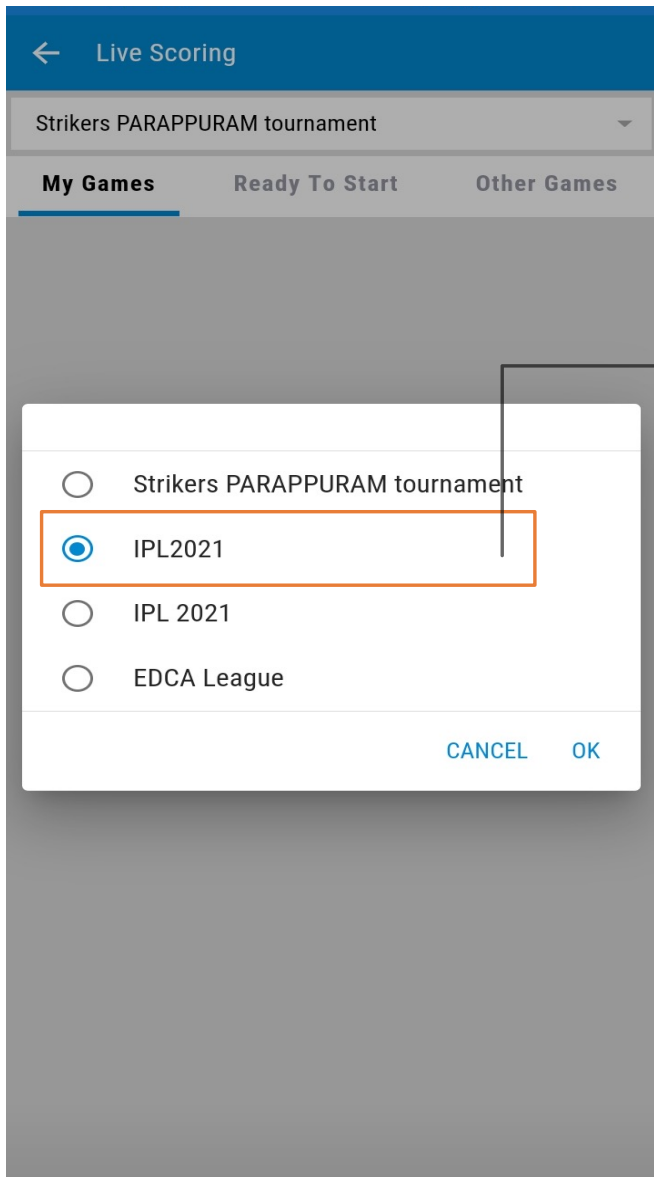 Live Scoring
Strikers PARAPPURAM tournament
My Games Ready To Start Other Games
Strikers PARAPPURAM tournament
IPL2021
IPL 2021
EDCA League
CANCEL OK